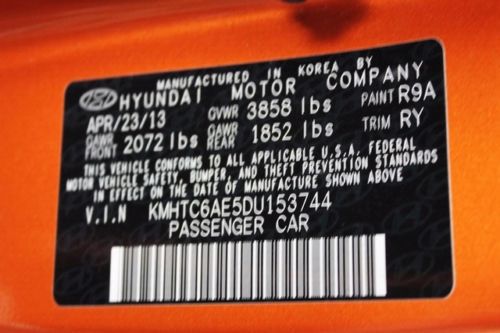 MANUFACTURED IN KOREA BY
HYUNDAI MOTOR COMPANY
APR/23/13 GVWR 3858 lbs PAINT R9A
GAWR FRONT 2072 lbs GAWR REAR 1852 lbs TRIM RY
THIS VEHICLE CONFORMS TO ALL APPLICABLE U.S.A. FEDERAL
MOTOR VEHICLE SAFETY, BUMPER, AND THEFT PREVENTION STANDARDS
IN EFFECT ON THE DATE OF MANUFACTURE SHOWN ABOVE
V.I.N KMHTC6AE5DU153744
PASSENGER CAR